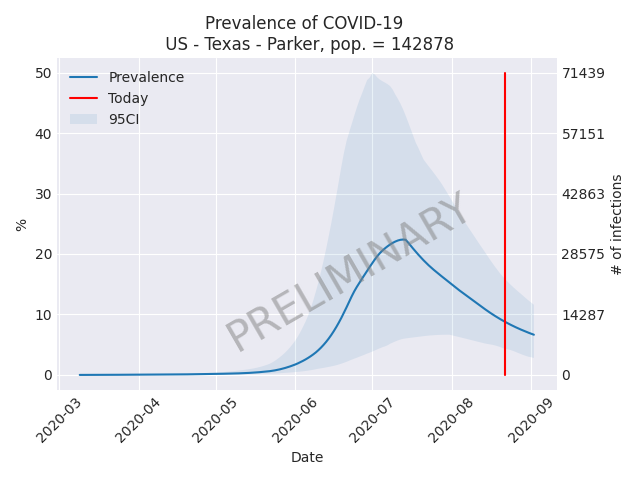 Prevalence of COVID-19
US - Texas - Parker, pop. = 142878
Prevalence
Today
95CI
50
40
30
20
10
0
%
71439
57151
42863
28575
14287
0
# of infections
PRELIMINARY
2020-03
2020-04
2020-05
2020-06
2020-07
2020-08
2020-09
Date